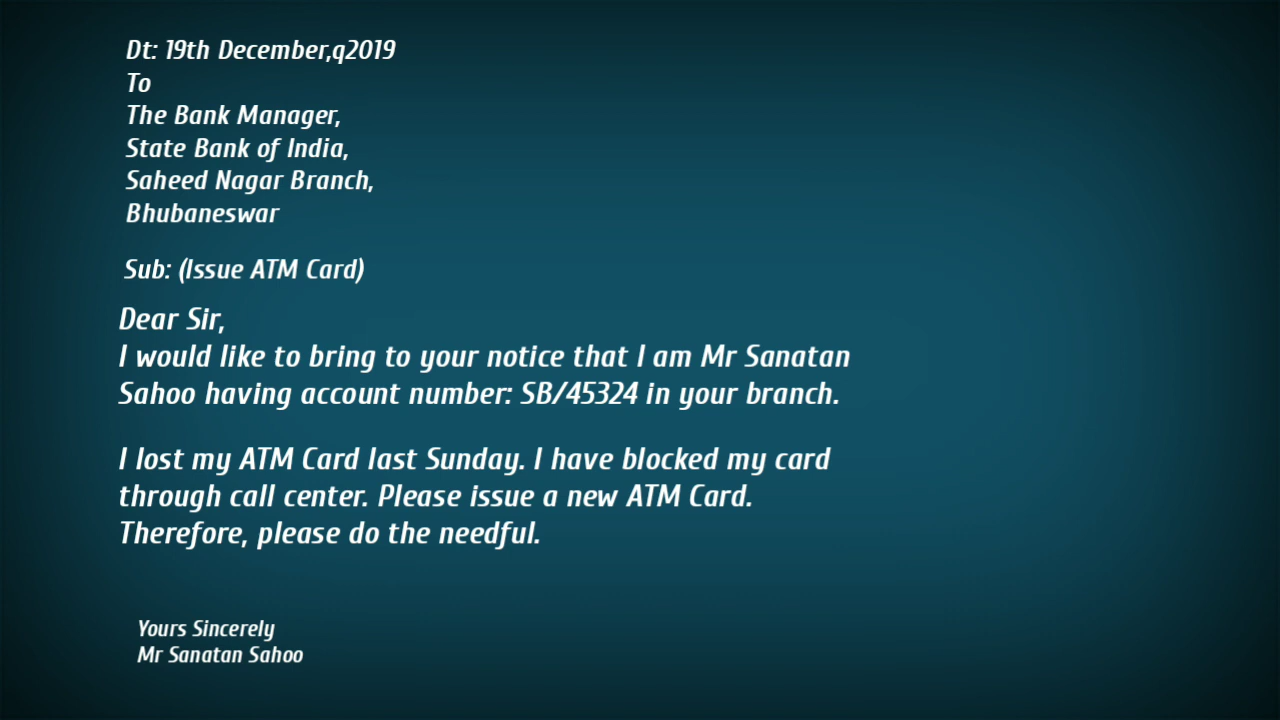 Dt: 19th December,q2019
To
The Bank Manager,
State Bank of India,
Saheed Nagar Branch,
Bhubaneswar
Sub: (Issue ATM Card)
Dear Sir,
I would like to bring to your notice that I am Mr Sanatan
Sahoo having account number: SB/45324 in your branch.
I lost my ATM Card last Sunday. I have blocked my card
through call center. Please issue a new ATM Card.
Therefore, please do the needful.
Yours Sincerely
Mr Sanatan Sahoo